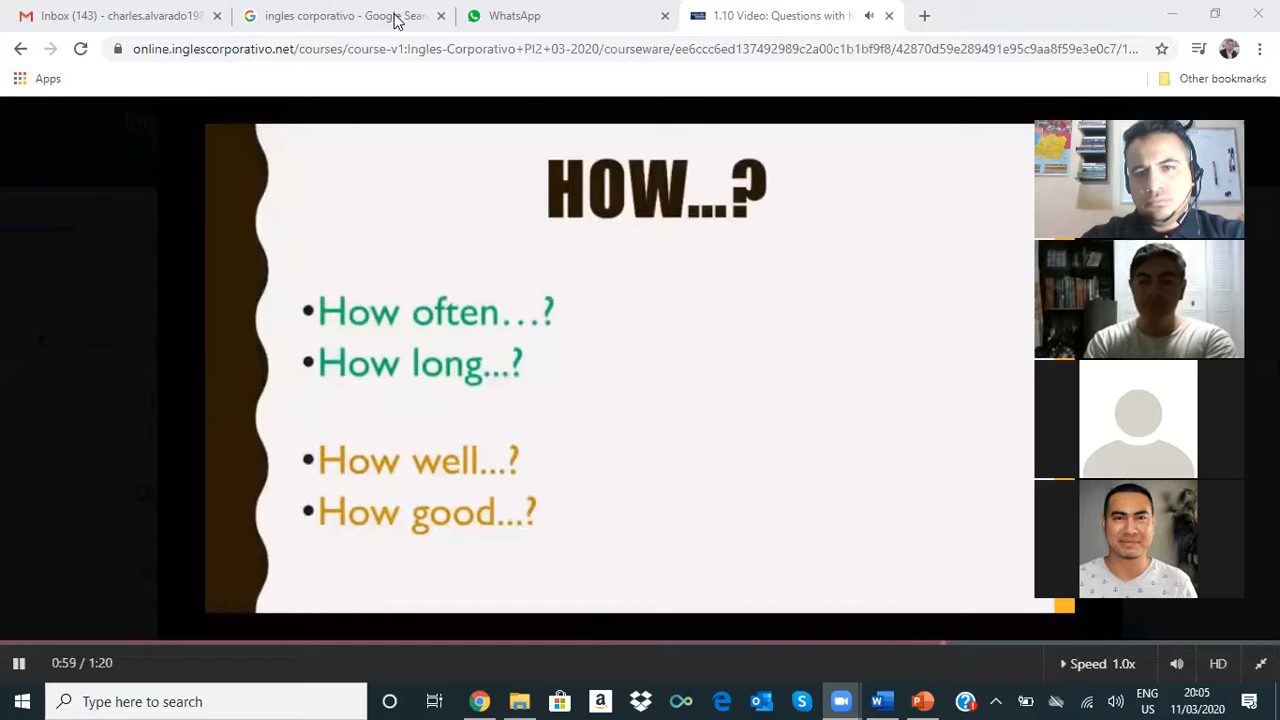 Inbox (143) - charles.alvarado198
ingles corporativo - Google Sear
WhatsApp
1.10 Video: Questions with h
online.inglescorporativo.net/courses/course-v1:Ingles-Corporativo+PI2+03-2020/courseware/ee6ccc6ed137492989c2a00c1b1bf9f8/42870d59e289491e95c9aa8f59e3e0c7/1...
Apps
Other bookmarks
HOW...?
•How often...?
•How long...?
•How well...?
•How good...?
0:59 / 1:20
Speed 1.0x
HD
Type here to search
ENG
US
20:05
11/03/2020